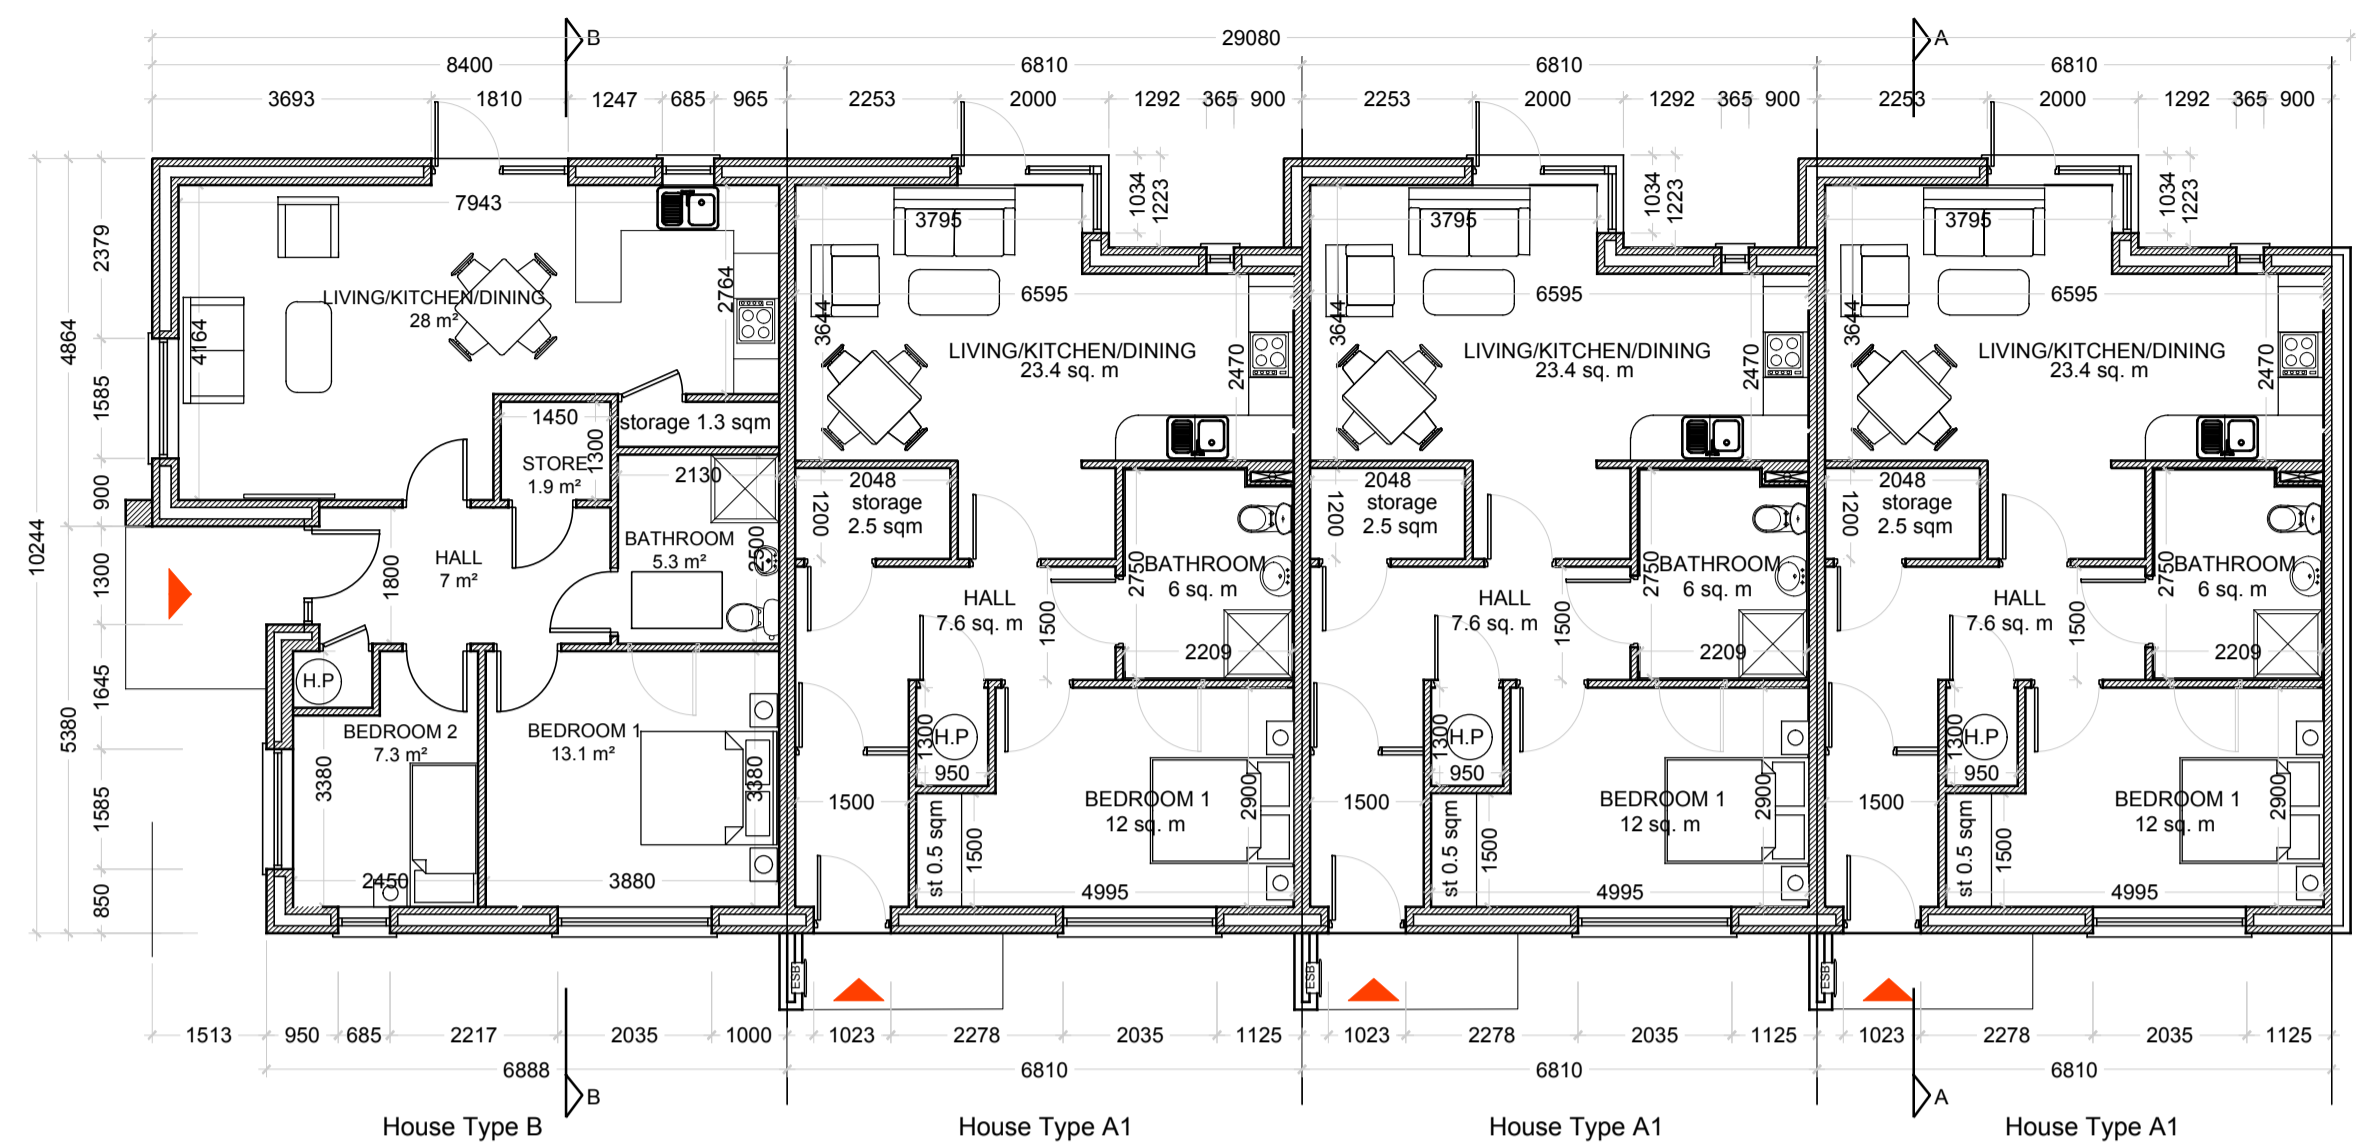 B
29080
A
8400
6810
6810
6810
3693
1810
1247
685
965
2253
2000
1292
365
900
2253
2000
1292
365
900
2253
2000
1292
365
900
10244
4864
5380
2379
1585
900
1300
1645
1585
850
7943
4164
2764
LIVING/KITCHEN/DINING
28 m²
1450
1300
STORE
1.9 m²
storage 1.3 sqm
2130
2500
BATHROOM
5.3 m²
HALL
7 m²
1800
H.P
BEDROOM 2
7.3 m²
3380
2450
BEDROOM 1
13.1 m²
3380
3880
1034
1223
3795
6595
3644
LIVING/KITCHEN/DINING
23.4 sq. m
2470
2048
storage
2.5 sqm
1200
BATHROOM
6 sq. m
2750
2209
HALL
7.6 sq. m
1500
1300
H.P
950
1500
st 0.5 sqm
1500
BEDROOM 1
12 sq. m
2900
4995
ESB
1034
1223
3795
6595
3644
LIVING/KITCHEN/DINING
23.4 sq. m
2470
2048
storage
2.5 sqm
1200
BATHROOM
6 sq. m
2750
2209
HALL
7.6 sq. m
1500
1300
H.P
950
1500
st 0.5 sqm
1500
BEDROOM 1
12 sq. m
2900
4995
ESB
1034
1223
3795
6595
3644
LIVING/KITCHEN/DINING
23.4 sq. m
2470
2048
storage
2.5 sqm
1200
BATHROOM
6 sq. m
2750
2209
HALL
7.6 sq. m
1500
1300
H.P
950
1500
st 0.5 sqm
1500
BEDROOM 1
12 sq. m
2900
4995
ESB
1513
950
685
2217
2035
1000
1023
2278
2035
1125
1023
2278
2035
1125
1023
2278
2035
1125
6888
6810
6810
6810
B
A
House Type B
House Type A1
House Type A1
House Type A1